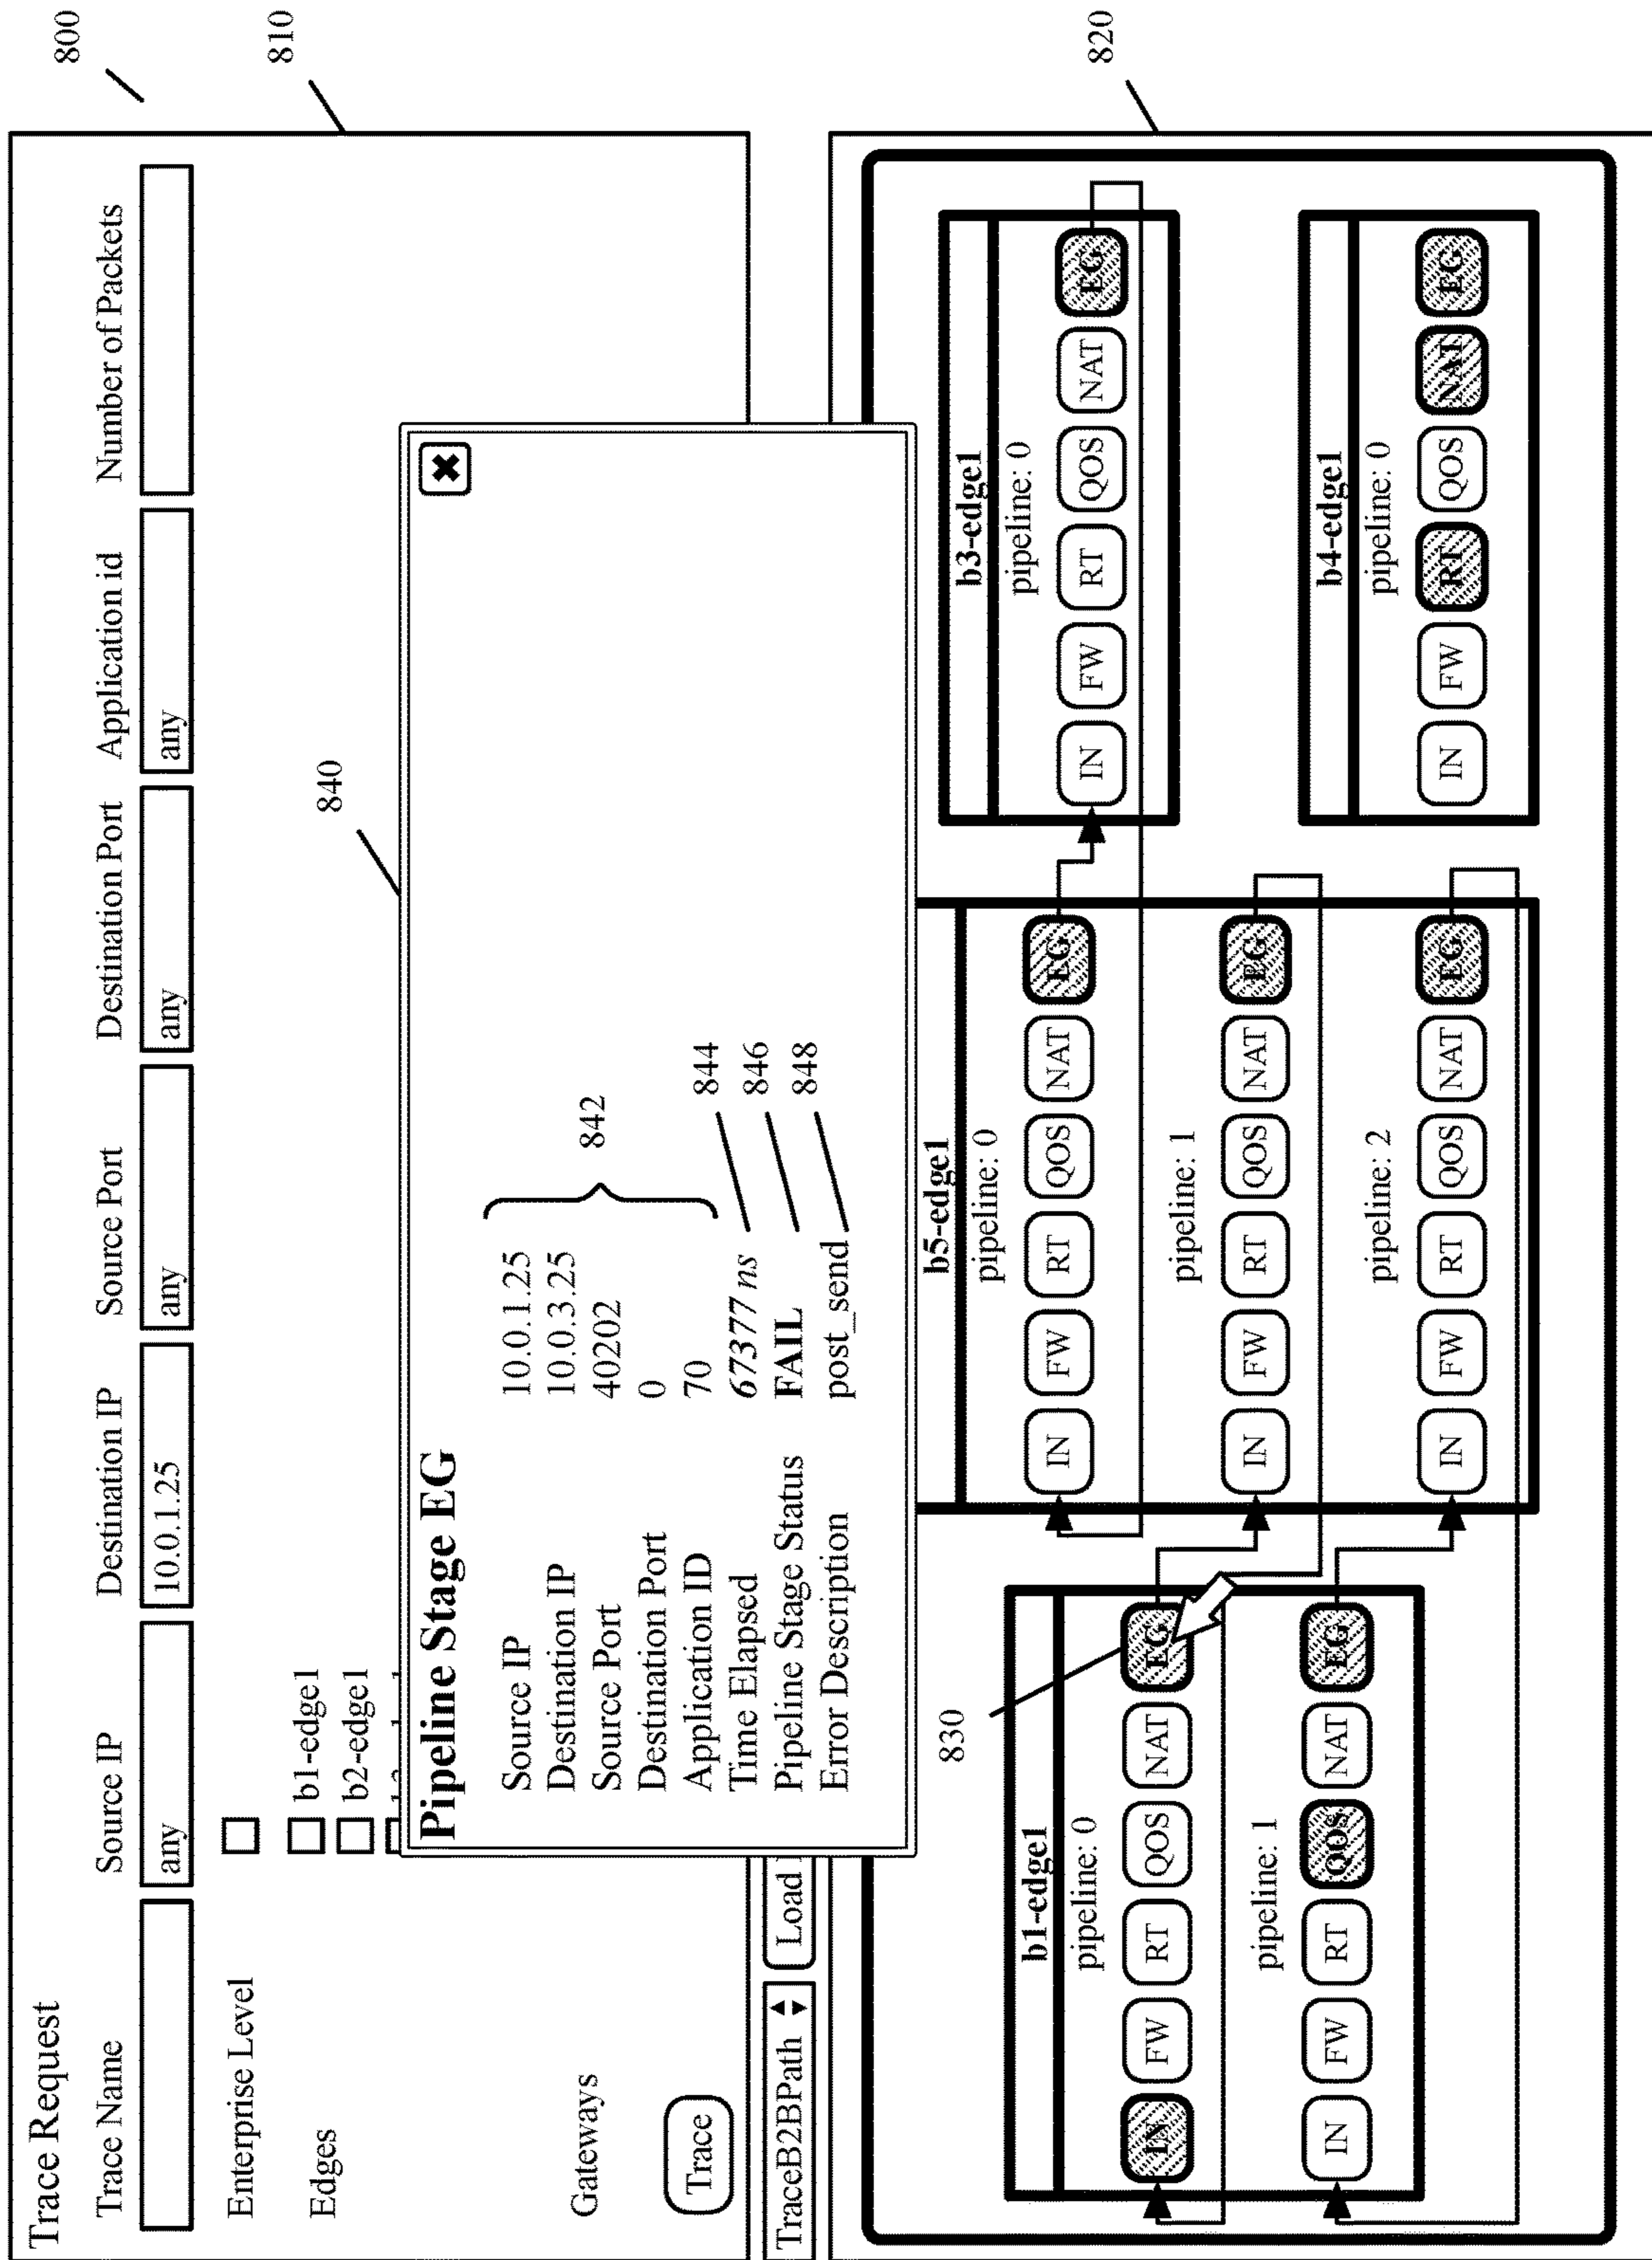 800
810
Trace Request
Trace Name Source IP Destination IP Source Port Destination Port Application id Number of Packets
any 10.0.1.25 any any any
Enterprise Level
Edges
b1-edge1
b2-edge1
Gateways
Trace
840
Pipeline Stage EG
Source IP 10.0.1.25
Destination IP 10.0.3.25
Source Port 40202
Destination Port 0
Application ID 70
Time Elapsed 67377 ns
Pipeline Stage Status FAIL
Error Description post_send
842
844
846
848
TraceB2BPath Load
820
830
b1-edge1
pipeline: 0
IN FW RT QOS NAT EG
pipeline: 1
IN FW RT QOS NAT EG
b5-edge1
pipeline: 0
IN FW RT QOS NAT EG
pipeline: 1
IN FW RT QOS NAT EG
pipeline: 2
IN FW RT QOS NAT EG
b3-edge1
pipeline: 0
IN FW RT QOS NAT EG
b4-edge1
pipeline: 0
IN FW RT QOS NAT EG